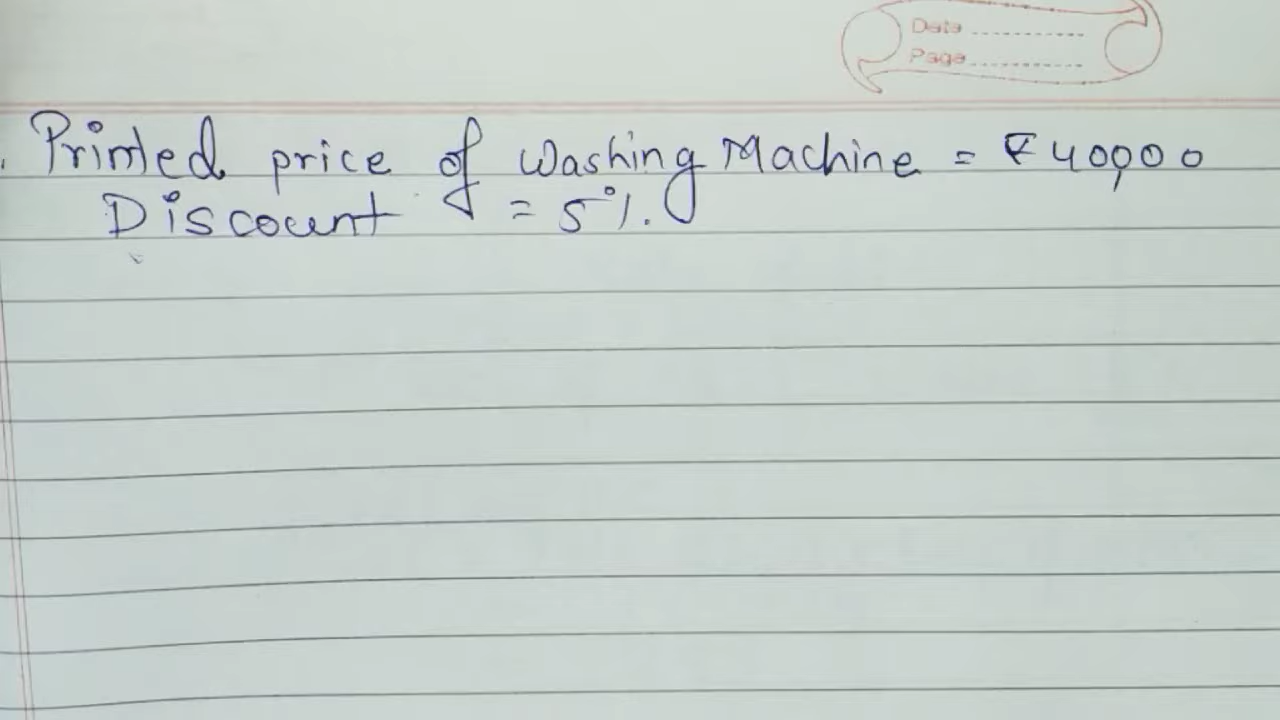 Date ............
Page ............
Printed price of Washing Machine = ₹ 40,000
Discount = 5%.